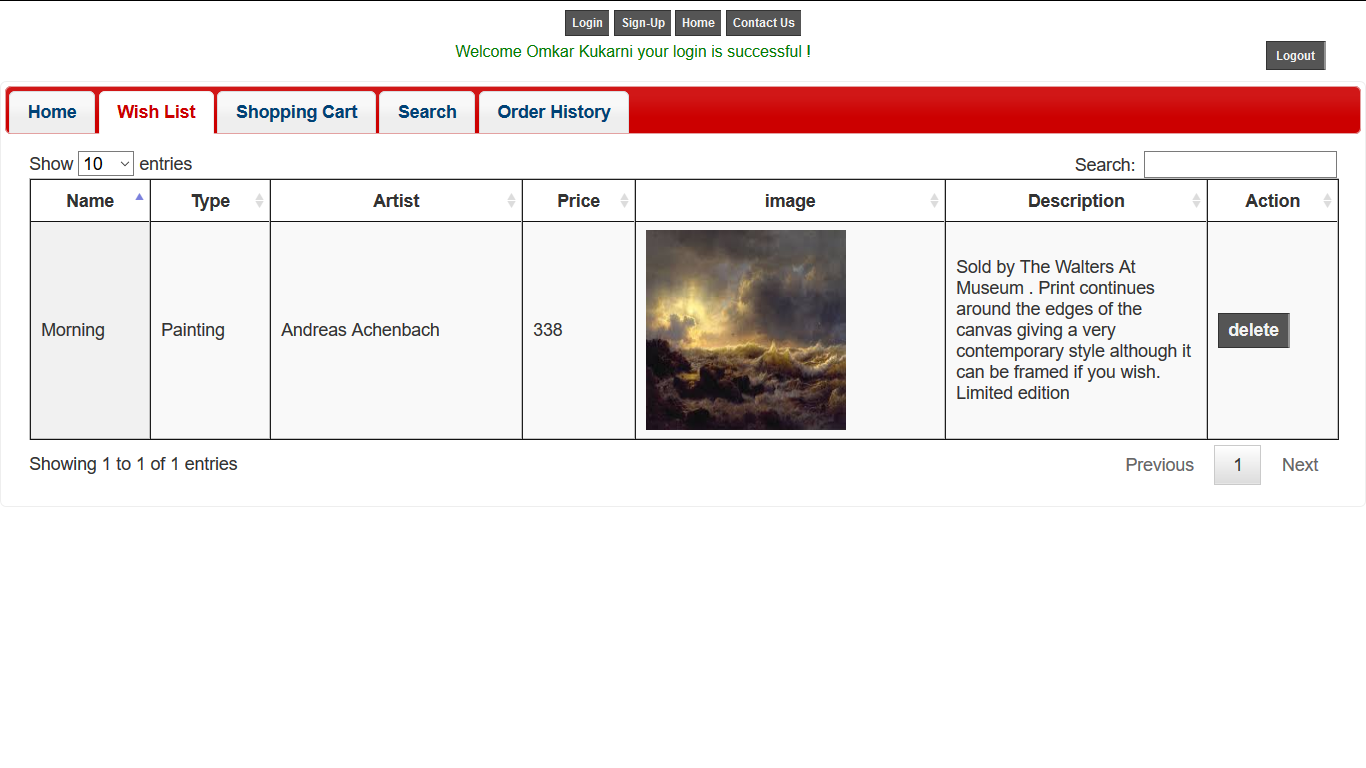 Login Sign-Up Home Contact Us
Welcome Omkar Kukarni your login is successful !
Logout
Home Wish List Shopping Cart Search Order History
Show 10 entries
Search:
Name Type Artist Price image Description Action
Morning Painting Andreas Achenbach 338
Sold by The Walters At
Museum . Print continues
around the edges of the
canvas giving a very
contemporary style although it
can be framed if you wish.
Limited edition
delete
Showing 1 to 1 of 1 entries
Previous 1 Next